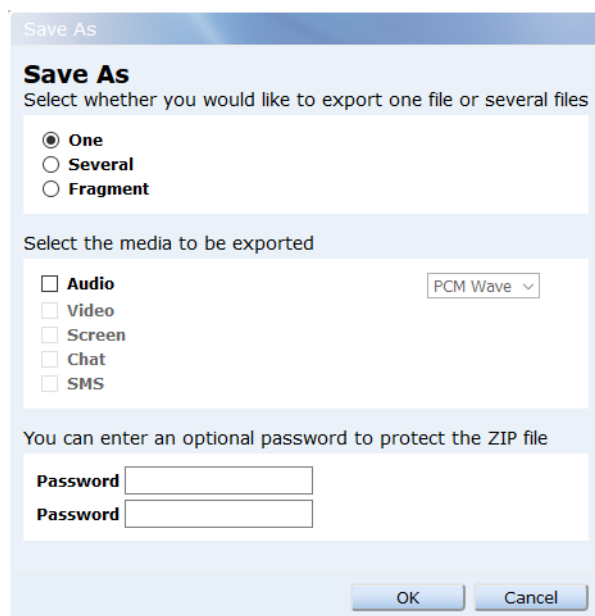 Save As
Save As
Select whether you would like to export one file or several files
One
Several
Fragment
Select the media to be exported
Audio PCM Wave
Video
Screen
Chat
SMS
You can enter an optional password to protect the ZIP file
Password
Password
OK Cancel